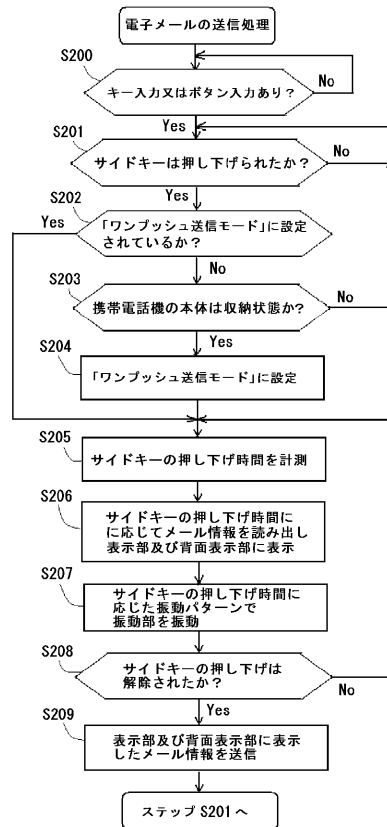 電子メールの送信処理
S200
キー入力又はボタン入力あり?
No
Yes
S201
サイドキーは押し下げられたか?
No
Yes
S202
Yes
「ワンプッシュ送信モード」に設定
されているか?
No
S203
携帯電話機の本体は収納状態か?
No
Yes
S204
「ワンプッシュ送信モード」に設定
S205
サイドキーの押し下げ時間を計測
S206
サイドキーの押し下げ時間に
に応じてメール情報を読み出し
表示部及び背面表示部に表示
S207
サイドキーの押し下げ時間に
応じた振動パターンで
振動部を振動
S208
サイドキーの押し下げは
解除されたか?
No
Yes
S209
表示部及び背面表示部に表示
したメール情報を送信
ステップ S201 へ